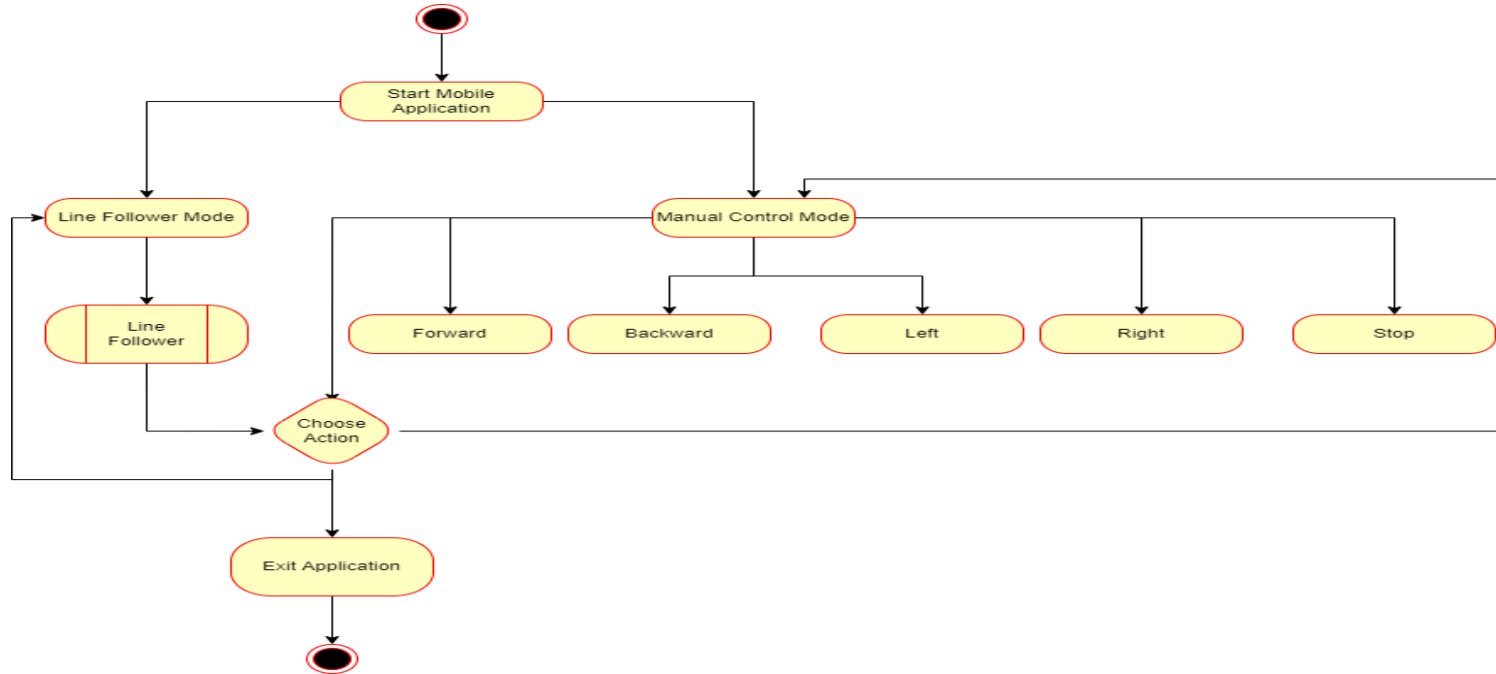 Start Mobile
Application
Line Follower Mode
Manual Control Mode
Line
Follower
Forward
Backward
Left
Right
Stop
Choose
Action
Exit Application